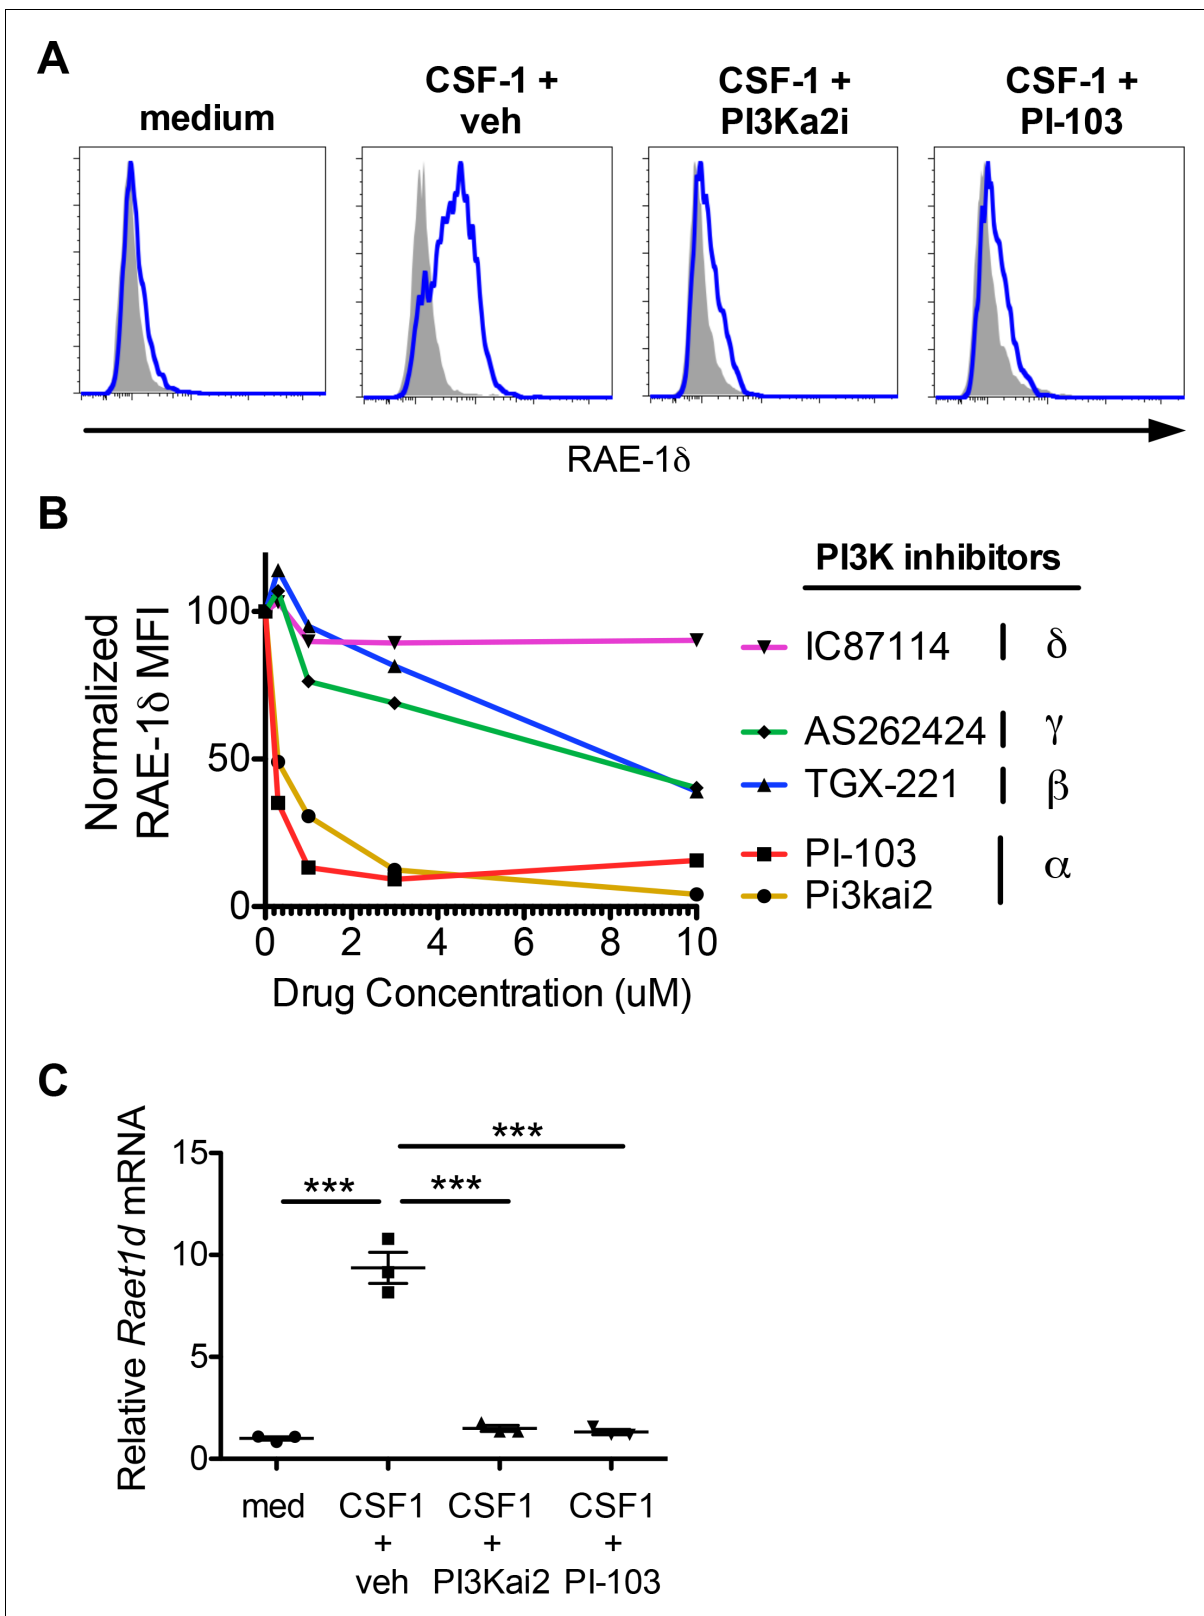 A
medium
CSF-1 +
veh
CSF-1 +
PI3Ka2i
CSF-1 +
PI-103
RAE-1δ
B
Normalized
RAE-1δ MFI
100
50
0
0 2 4 6 8 10
Drug Concentration (uM)
PI3K inhibitors
IC87114 δ
AS262424 γ
TGX-221 β
PI-103
Pi3kai2
α
C
Relative Raet1d mRNA
15
10
5
0
***
*** ***
med
CSF1
+
veh
CSF1
+
PI3Kai2
CSF1
+
PI-103